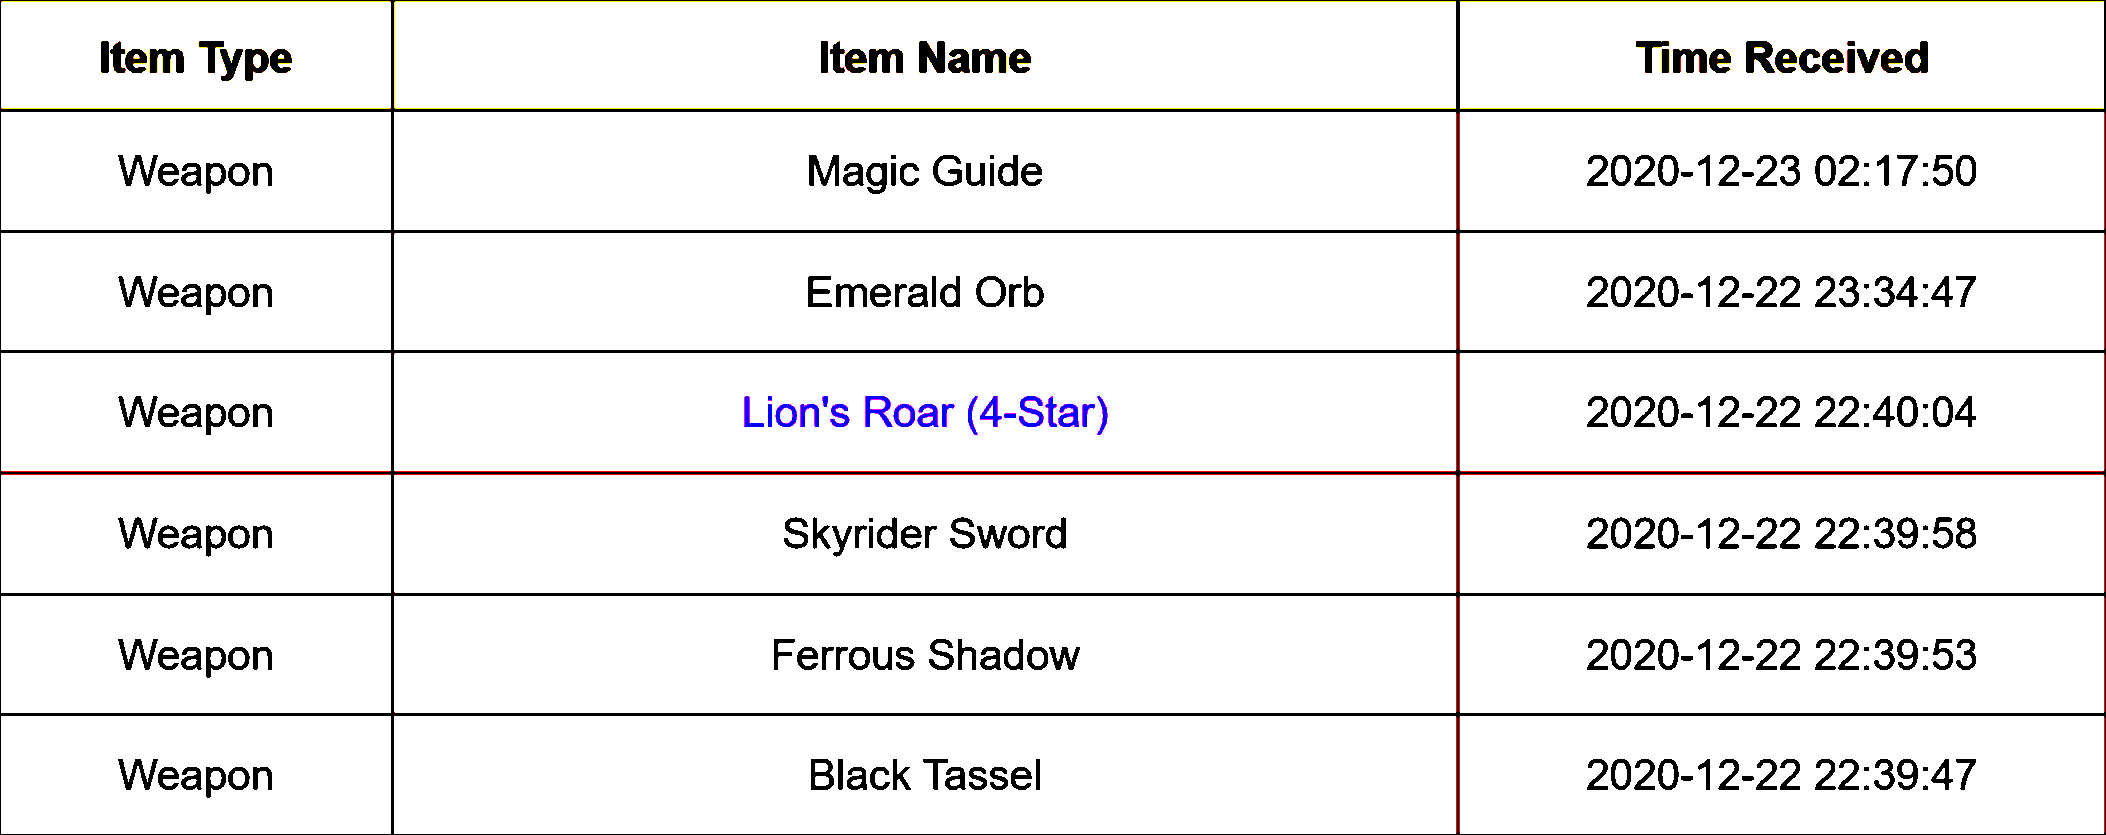 Item Type Item Name Time Received
Weapon Magic Guide 2020-12-23 02:17:50
Weapon Emerald Orb 2020-12-22 23:34:47
Weapon Lion's Roar (4-Star) 2020-12-22 22:40:04
Weapon Skyrider Sword 2020-12-22 22:39:58
Weapon Ferrous Shadow 2020-12-22 22:39:53
Weapon Black Tassel 2020-12-22 22:39:47